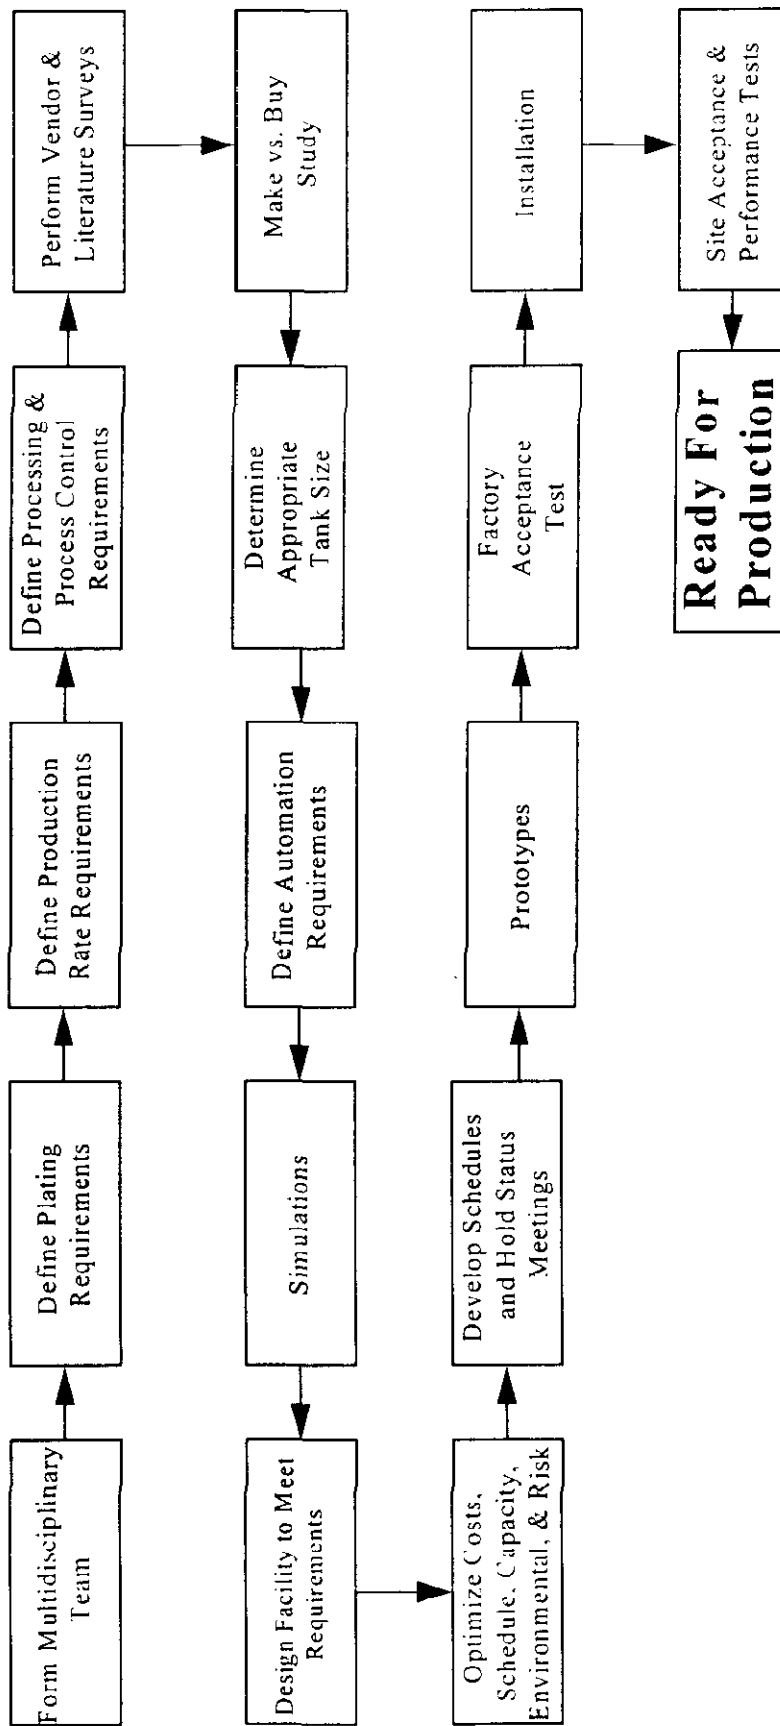 Form Multidisciplinary
Team
Define Plating
Requirements
Define Production
Rate Requirements
Define Processing &
Process Control
Requirements
Perform Vendor &
Literature Surveys
Make vs. Buy
Study
Determine
Appropriate
Tank Size
Define Automation
Requirements
Simulations
Design Facility to Meet
Requirements
Optimize Costs,
Schedule, Capacity,
Environmental, & Risk
Develop Schedules
and Hold Status
Meetings
Prototypes
Factory
Acceptance
Test
Installation
Site Acceptance &
Performance Tests
Ready For
Production